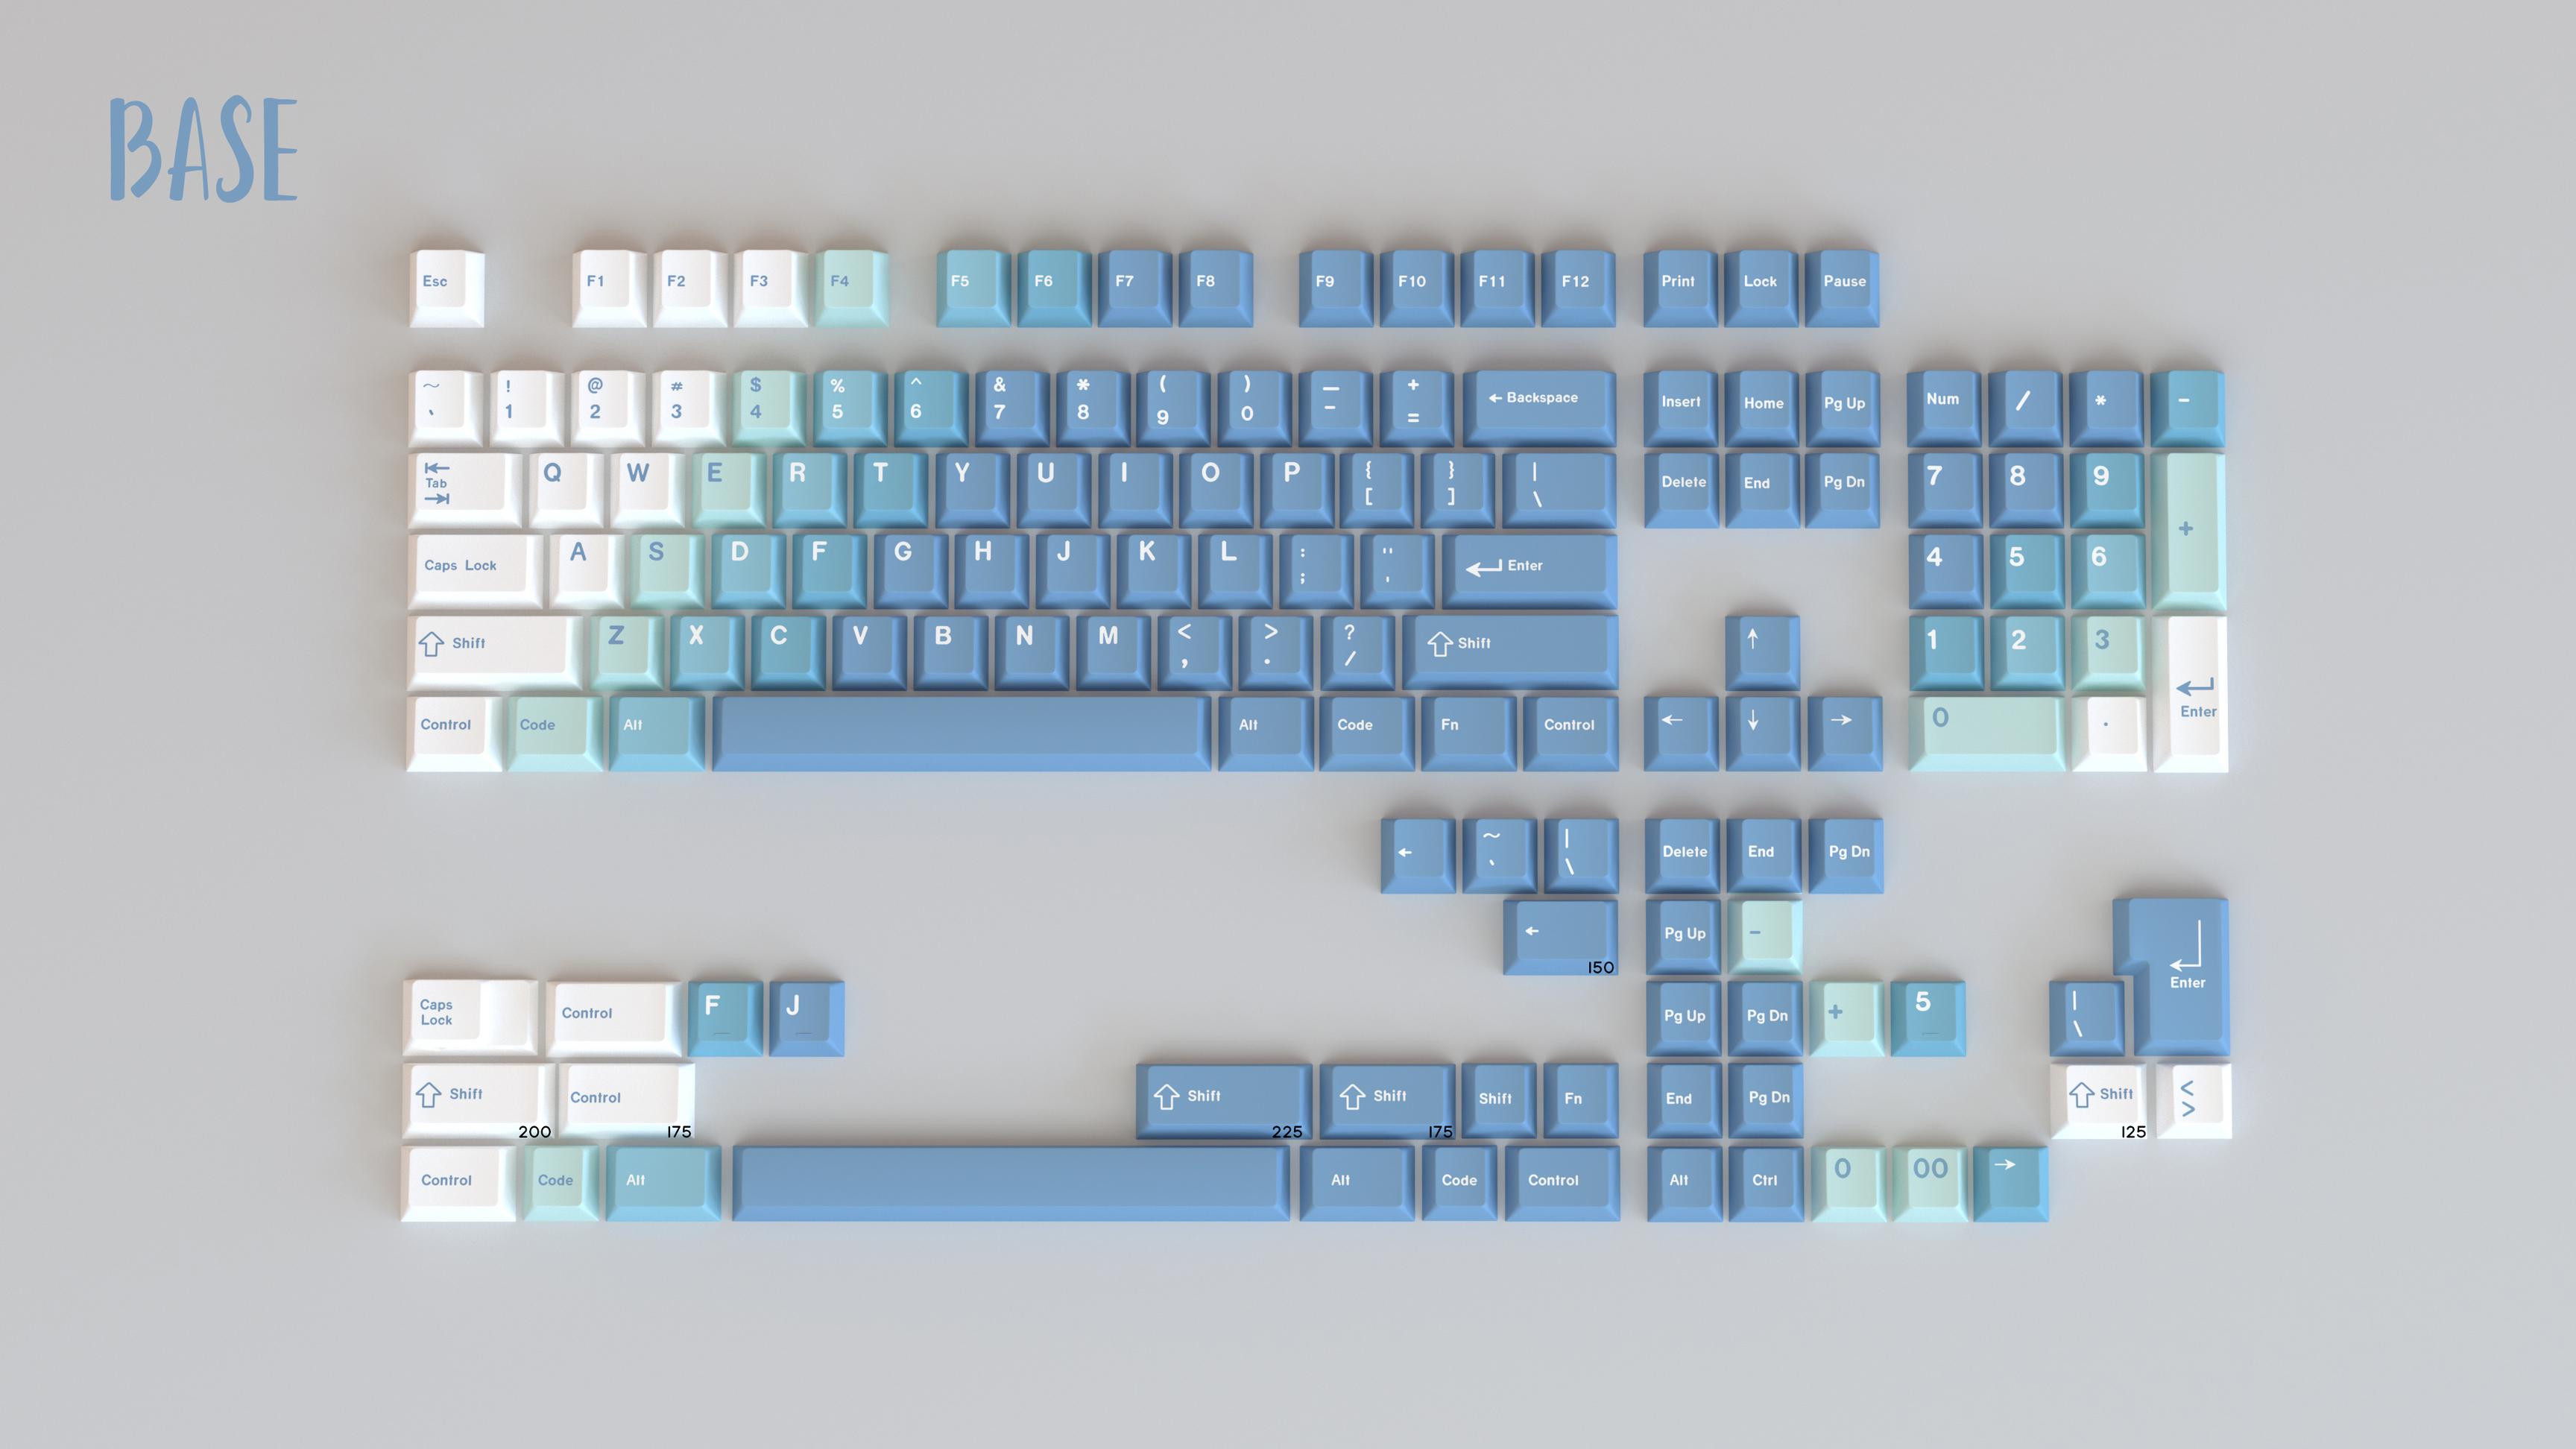 BASE
Esc F1 F2 F3 F4 F5 F6 F7 F8 F9 F10 F11 F12 Print Lock Pause
~ ! @ # $ % ^ & * ( ) — +
` 1 2 3 4 5 6 7 8 9 0 - = ← Backspace Insert Home Pg Up Num / * -
Tab Q W E R T Y U I O P { } |
[ ] \ Delete End Pg Dn 7 8 9 +
Caps Lock A S D F G H J K L : "
; ' Enter 4 5 6
Shift Z X C V B N M < > ?
, . / Shift ↑ 1 2 3 Enter
Control Code Alt Alt Code Fn Control ← ↓ → 0 .
← ~ | Delete End Pg Dn
` \
← 150 Pg Up - Enter
Caps Lock Control F J Pg Up Pg Dn + 5 | \
Shift 200 Control 175 Shift 225 Shift 175 Shift Fn End Pg Dn Shift 125 < >
Control Code Alt Alt Code Control Alt Ctrl 0 00 →